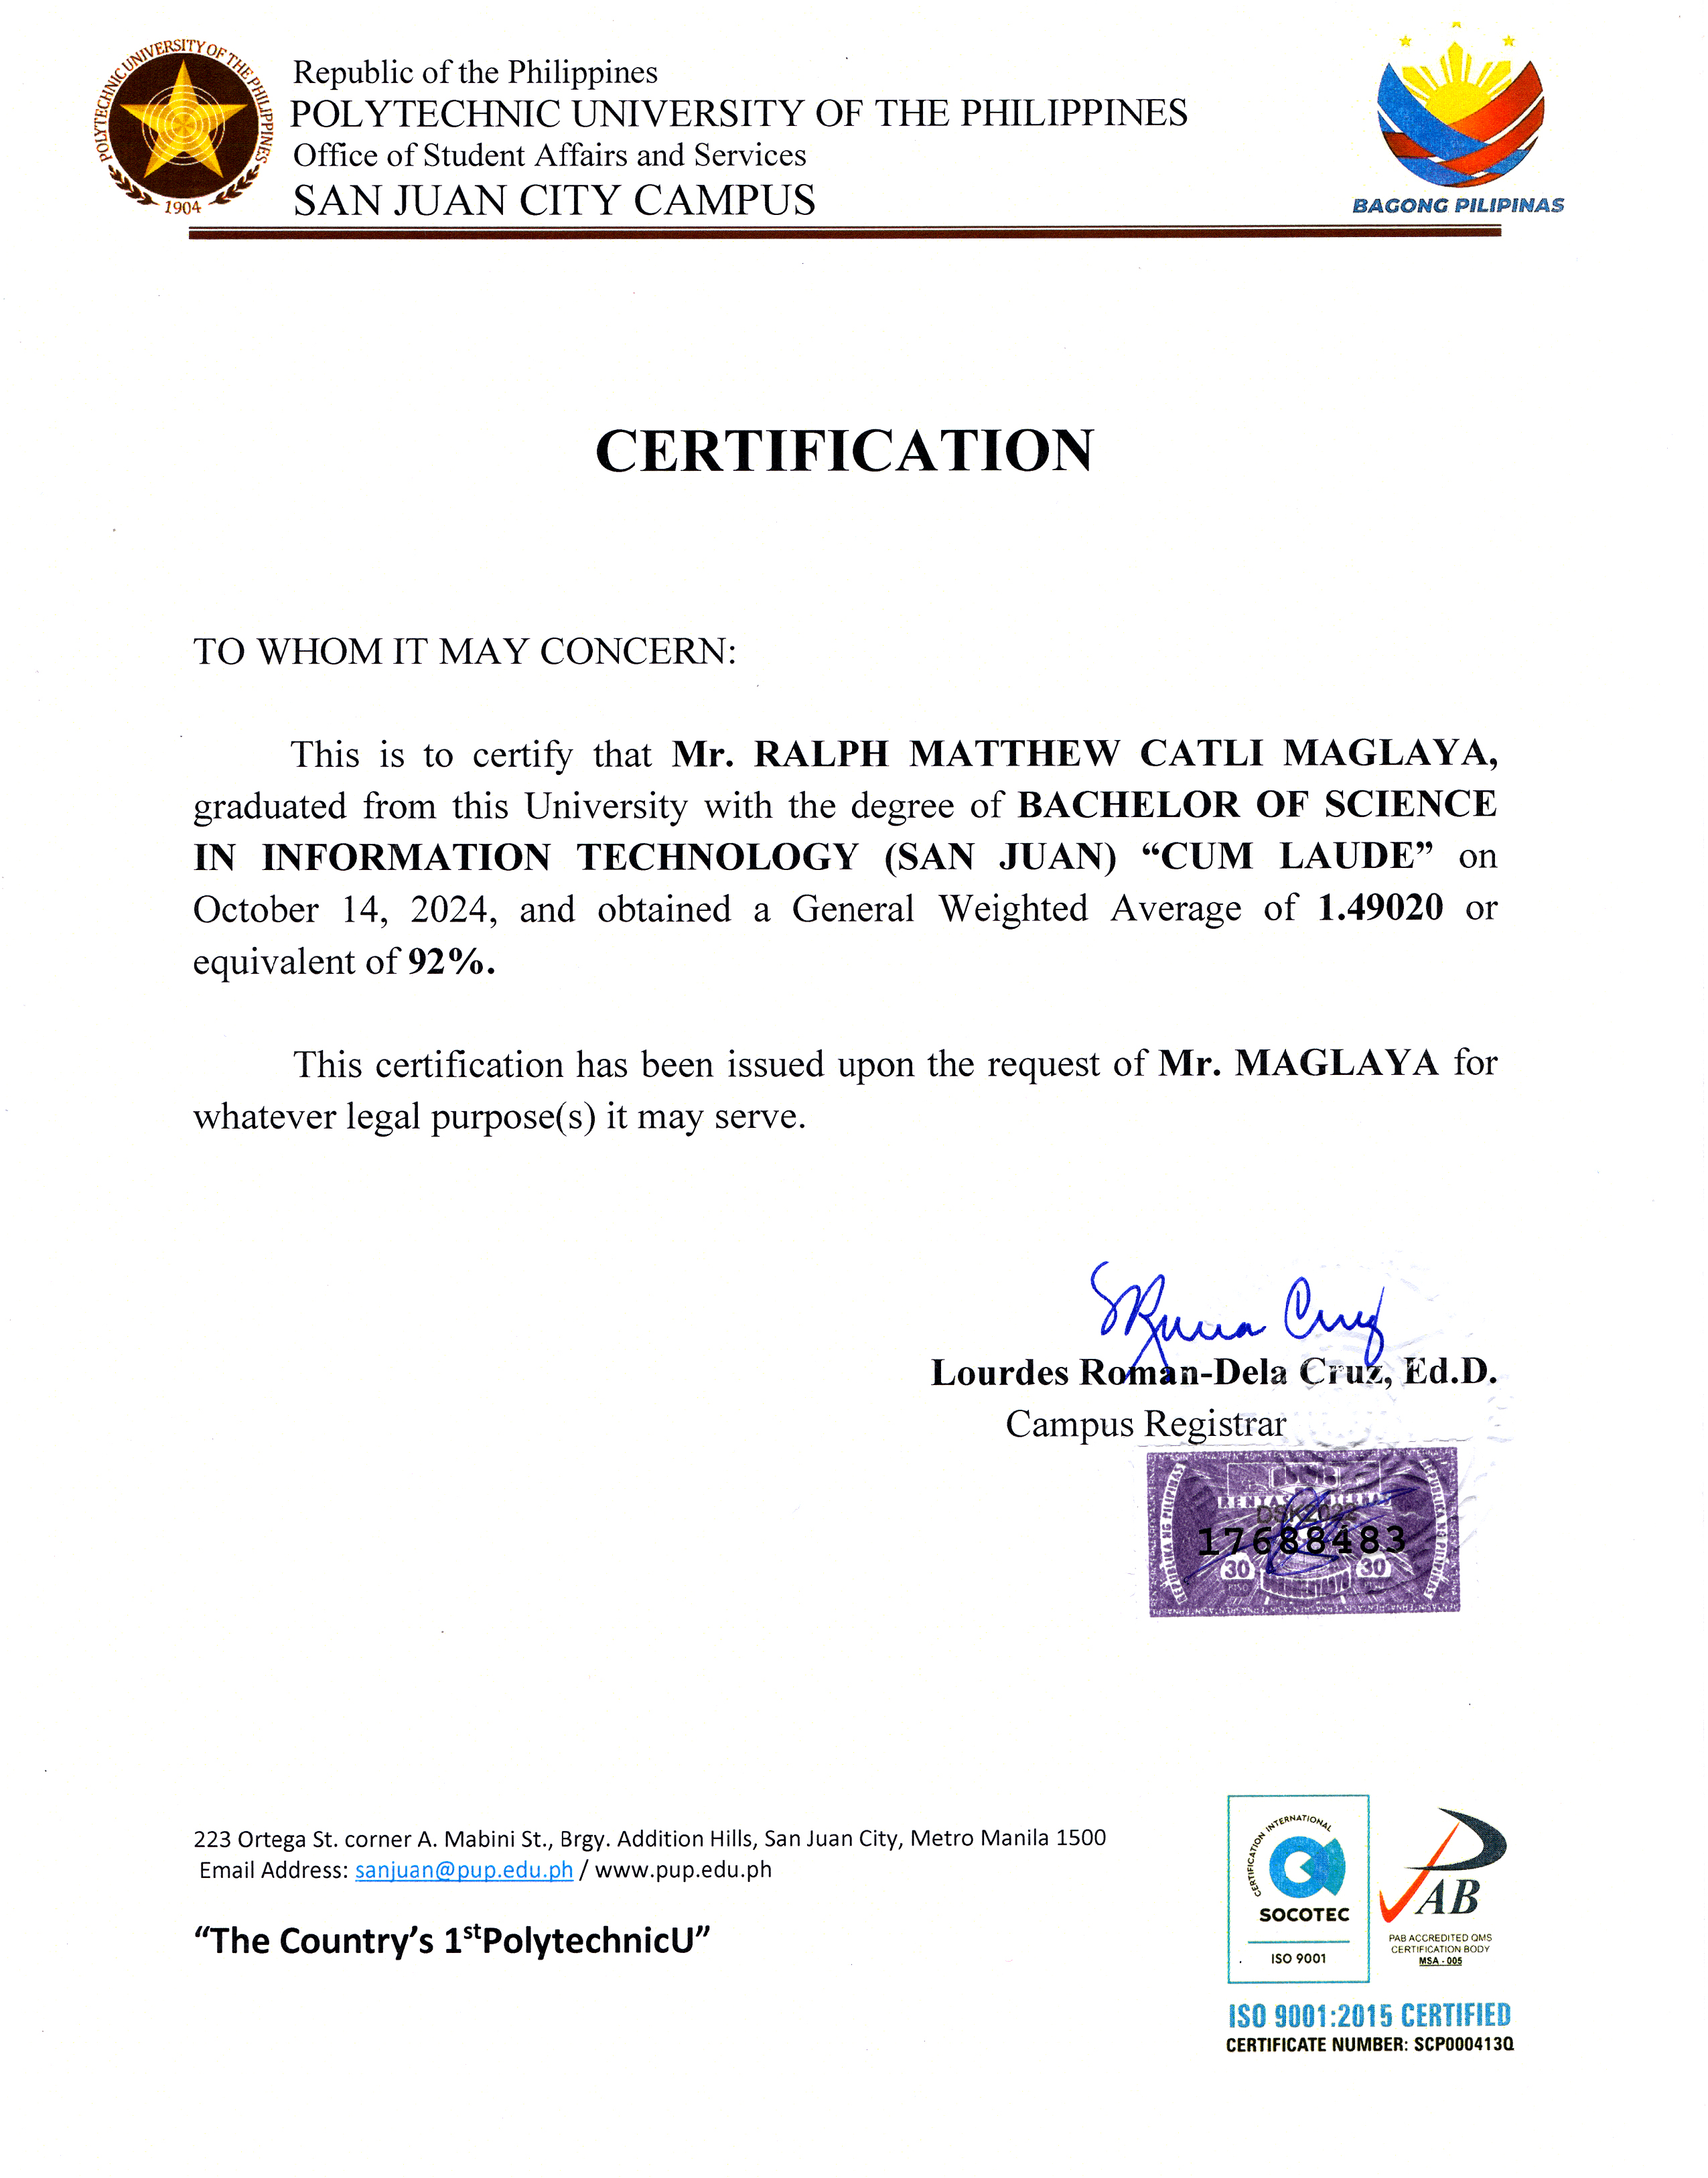 POLYTECHNIC UNIVERSITY OF THE PHILIPPINES
1904
Republic of the Philippines
POLYTECHNIC UNIVERSITY OF THE PHILIPPINES
Office of Student Affairs and Services
SAN JUAN CITY CAMPUS
BAGONG PILIPINAS
CERTIFICATION
TO WHOM IT MAY CONCERN:
This is to certify that Mr. RALPH MATTHEW CATLI MAGLAYA,
graduated from this University with the degree of BACHELOR OF SCIENCE
IN INFORMATION TECHNOLOGY (SAN JUAN) “CUM LAUDE” on
October 14, 2024, and obtained a General Weighted Average of 1.49020 or
equivalent of 92%.
This certification has been issued upon the request of Mr. MAGLAYA for
whatever legal purpose(s) it may serve.
Lourdes Roman-Dela Cruz, Ed.D.
Campus Registrar
REPUBLIKA NG PILIPINAS
RENTAS INTERNAS
REPUBLIKA NG PILIPINAS
17688483
30
30
223 Ortega St. corner A. Mabini St., Brgy. Addition Hills, San Juan City, Metro Manila 1500
Email Address: sanjuan@pup.edu.ph / www.pup.edu.ph
“The Country’s 1stPolytechnicU”
CERTIFICATION INTERNATIONAL
SOCOTEC
ISO 9001
PAB
PAB ACCREDITED QMS
CERTIFICATION BODY
MSA - 005
ISO 9001:2015 CERTIFIED
CERTIFICATE NUMBER: SCP000413Q